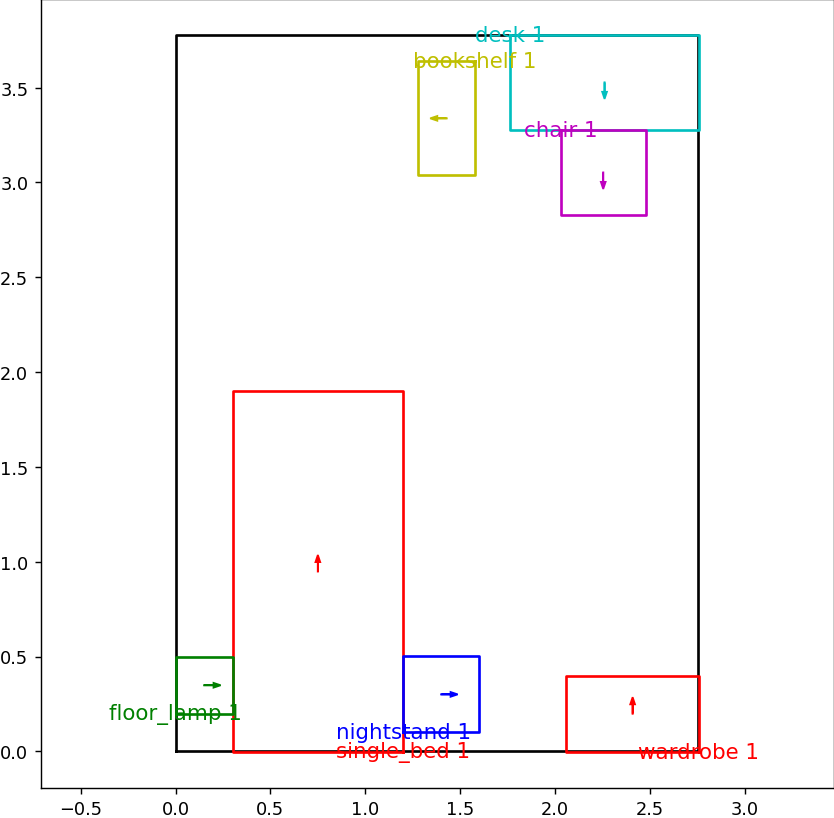 desk 1
bookshelf 1
3.5
chair 1
3.0
2.5
2.0
1.5
1.0
0.5
floor_lamp 1
nightstand 1
0.0
single_bed 1
wardrobe 1
−0.5
0.0
0.5
1.0
1.5
2.0
2.5
3.0